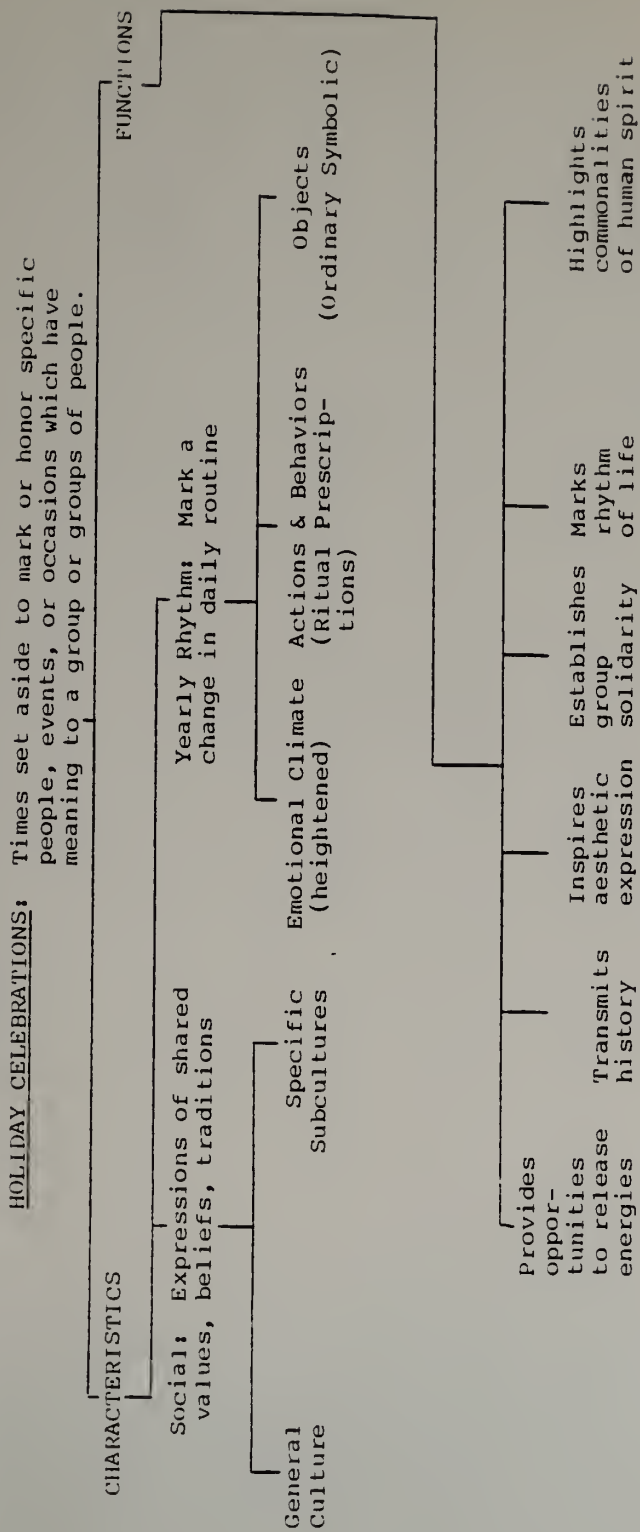 HOLIDAY CELEBRATIONS: Times set aside to mark or honor specific
people, events, or occasions which have
meaning to a group or groups of people.
CHARACTERISTICS
FUNCTIONS
Social: Expressions of shared
values, beliefs, traditions
Yearly Rhythm: Mark a
change in daily routine
General
Culture
Specific
Subcultures
Emotional Climate
(heightened)
Actions & Behaviors
(Ritual Prescrip-
tions)
Objects
(Ordinary Symbolic)
Provides
oppor-
tunities
to release
energies
Transmits
history
Inspires
aesthetic
expression
Establishes
group
solidarity
Marks
rhythm
of life
Highlights
commonalities
of human spirit